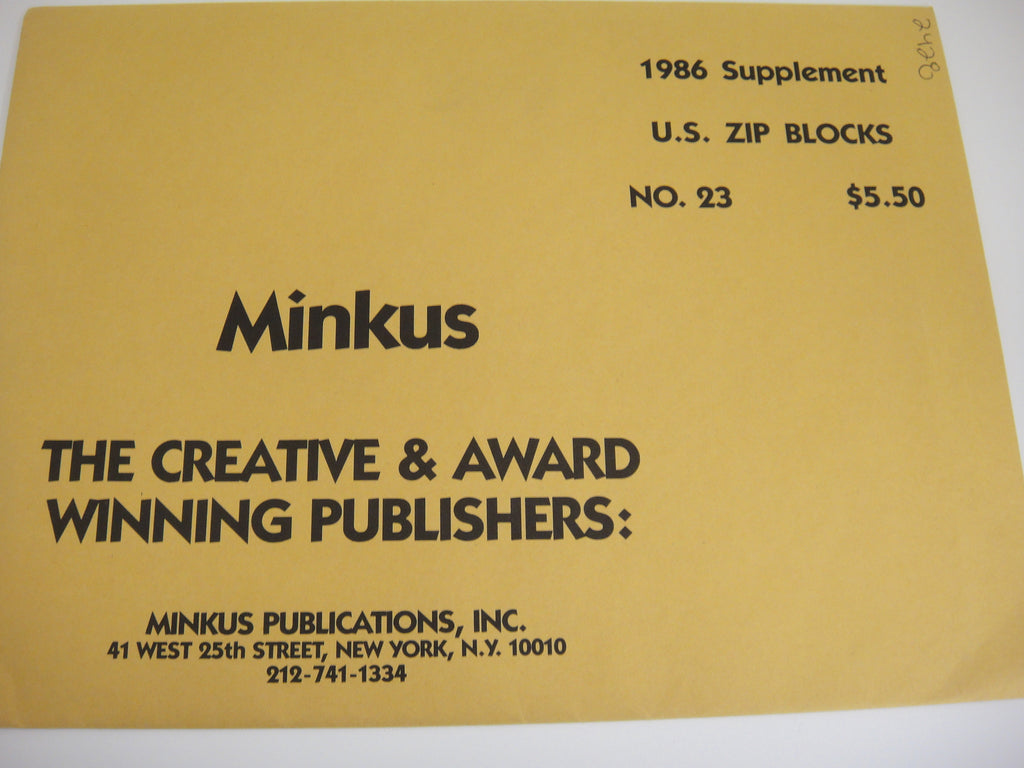 1986 Supplement
U.S. ZIP BLOCKS
NO. 23 $5.50
Minkus
THE CREATIVE & AWARD
WINNING PUBLISHERS:
MINKUS PUBLICATIONS, INC.
41 WEST 25th STREET, NEW YORK, N.Y. 10010
212-741-1334